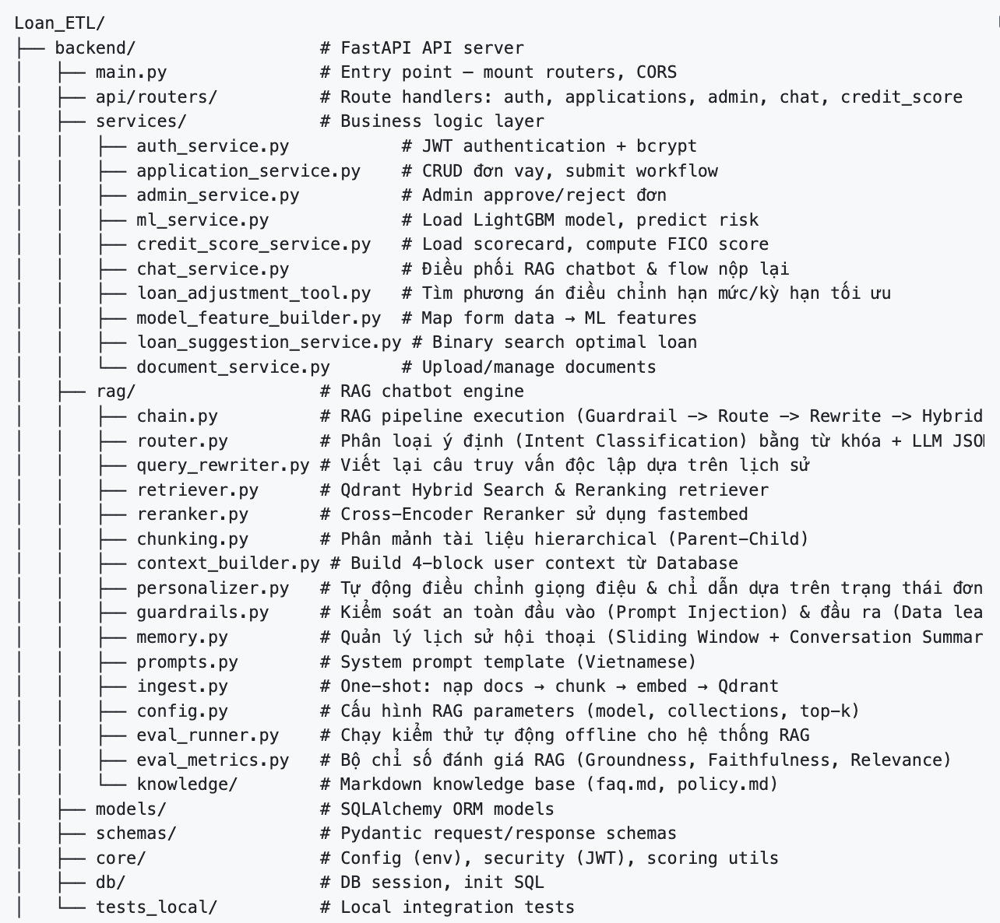 Loan_ETL/
├── backend/                  # FastAPI API server
│   ├── main.py               # Entry point — mount routers, CORS
│   ├── api/routers/          # Route handlers: auth, applications, admin, chat, credit_score
│   ├── services/             # Business logic layer
│   │   ├── auth_service.py           # JWT authentication + bcrypt
│   │   ├── application_service.py    # CRUD đơn vay, submit workflow
│   │   ├── admin_service.py          # Admin approve/reject đơn
│   │   ├── ml_service.py             # Load LightGBM model, predict risk
│   │   ├── credit_score_service.py   # Load scorecard, compute FICO score
│   │   ├── chat_service.py           # Điều phối RAG chatbot & flow nộp lại
│   │   ├── loan_adjustment_tool.py   # Tìm phương án điều chỉnh hạn mức/kỳ hạn tối ưu
│   │   ├── model_feature_builder.py  # Map form data → ML features
│   │   ├── loan_suggestion_service.py # Binary search optimal loan
│   │   └── document_service.py       # Upload/manage documents
│   ├── rag/                  # RAG chatbot engine
│   │   ├── chain.py          # RAG pipeline execution (Guardrail -> Route -> Rewrite -> Hybrid
│   │   ├── router.py         # Phân loại ý định (Intent Classification) bằng từ khóa + LLM JSO
│   │   ├── query_rewriter.py # Viết lại câu truy vấn độc lập dựa trên lịch sử
│   │   ├── retriever.py      # Qdrant Hybrid Search & Reranking retriever
│   │   ├── reranker.py       # Cross-Encoder Reranker sử dụng fastembed
│   │   ├── chunking.py       # Phân mảnh tài liệu hierarchical (Parent-Child)
│   │   ├── context_builder.py # Build 4-block user context từ Database
│   │   ├── personalizer.py   # Tự động điều chỉnh giọng điệu & chỉ dẫn dựa trên trạng thái đơn
│   │   ├── guardrails.py     # Kiểm soát an toàn đầu vào (Prompt Injection) & đầu ra (Data lea
│   │   ├── memory.py         # Quản lý lịch sử hội thoại (Sliding Window + Conversation Summar
│   │   ├── prompts.py        # System prompt template (Vietnamese)
│   │   ├── ingest.py         # One-shot: nạp docs → chunk → embed → Qdrant
│   │   ├── config.py         # Cấu hình RAG parameters (model, collections, top-k)
│   │   ├── eval_runner.py    # Chạy kiểm thử tự động offline cho hệ thống RAG
│   │   ├── eval_metrics.py   # Bộ chỉ số đánh giá RAG (Groundness, Faithfulness, Relevance)
│   │   └── knowledge/        # Markdown knowledge base (faq.md, policy.md)
│   ├── models/               # SQLAlchemy ORM models
│   ├── schemas/              # Pydantic request/response schemas
│   ├── core/                 # Config (env), security (JWT), scoring utils
│   ├── db/                   # DB session, init SQL
│   └── tests_local/          # Local integration tests